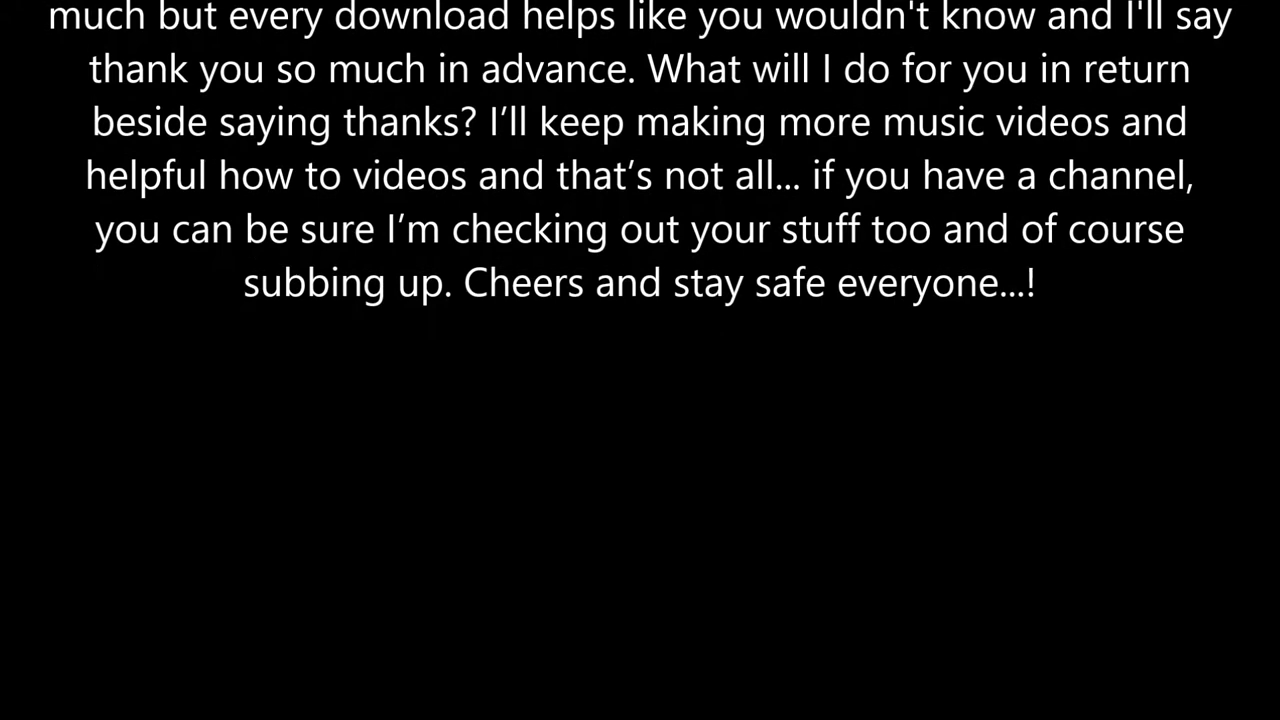 much but every download helps like you wouldn't know and I'll say
thank you so much in advance. What will I do for you in return
beside saying thanks? I’ll keep making more music videos and
helpful how to videos and that’s not all... if you have a channel,
you can be sure I’m checking out your stuff too and of course
subbing up. Cheers and stay safe everyone...!